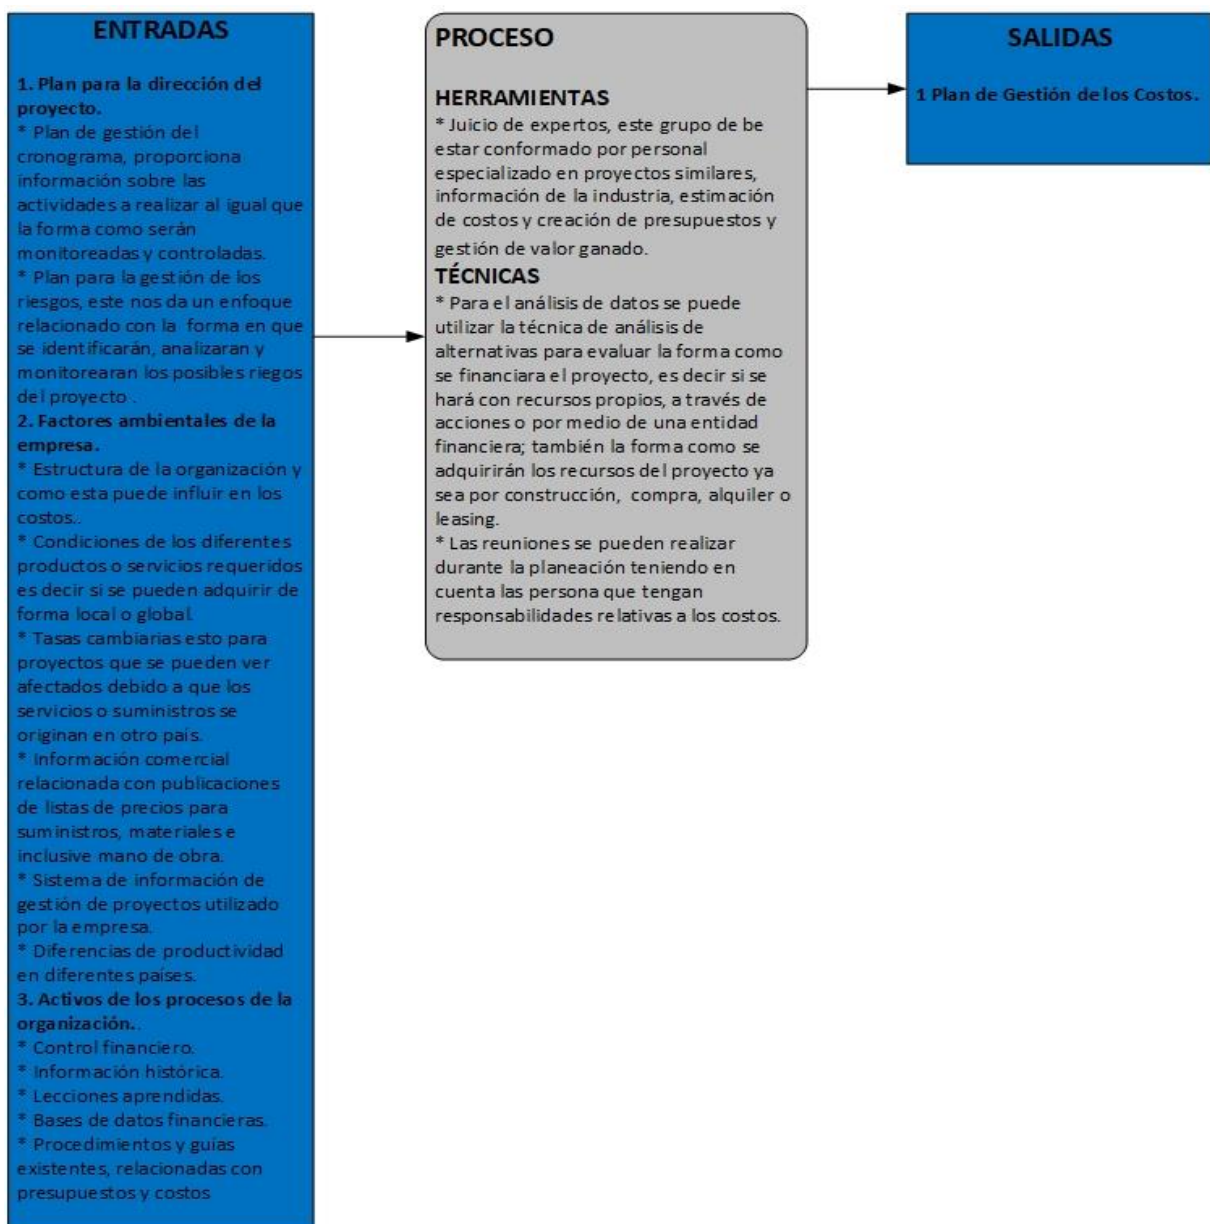 ENTRADAS
1. Plan para la dirección del
proyecto.
* Plan de gestión del
cronograma, proporciona
información sobre las
actividades a realizar al igual que
la forma como serán
monitoreadas y controladas.
* Plan para la gestión de los
riesgos, este nos da un enfoque
relacionado con la forma en que
se identificarán, analizaran y
monitorearan los posibles riegos
del proyecto .
2. Factores ambientales de la
empresa.
* Estructura de la organización y
como esta puede influir en los
costos..
* Condiciones de los diferentes
productos o servicios requeridos
es decir si se pueden adquirir de
forma local o global.
* Tasas cambiarias esto para
proyectos que se pueden ver
afectados debido a que los
servicios o suministros se
originan en otro país.
* Información comercial
relacionada con publicaciones
de listas de precios para
suministros, materiales e
inclusive mano de obra.
* Sistema de información de
gestión de proyectos utilizado
por la empresa.
* Diferencias de productividad
en diferentes países.
3. Activos de los procesos de la
organización..
* Control financiero.
* Información histórica.
* Lecciones aprendidas.
* Bases de datos financieras.
* Procedimientos y guías
existentes, relacionadas con
presupuestos y costos
PROCESO
HERRAMIENTAS
* Juicio de expertos, este grupo de be
estar conformado por personal
especializado en proyectos similares,
información de la industria, estimación
de costos y creación de presupuestos y
gestión de valor ganado.
TÉCNICAS
* Para el análisis de datos se puede
utilizar la técnica de análisis de
alternativas para evaluar la forma como
se financiara el proyecto, es decir si se
hará con recursos propios, a través de
acciones o por medio de una entidad
financiera; también la forma como se
adquirirán los recursos del proyecto ya
sea por construcción, compra, alquiler o
leasing.
* Las reuniones se pueden realizar
durante la planeación teniendo en
cuenta las persona que tengan
responsabilidades relativas a los costos.
SALIDAS
1 Plan de Gestión de los Costos.